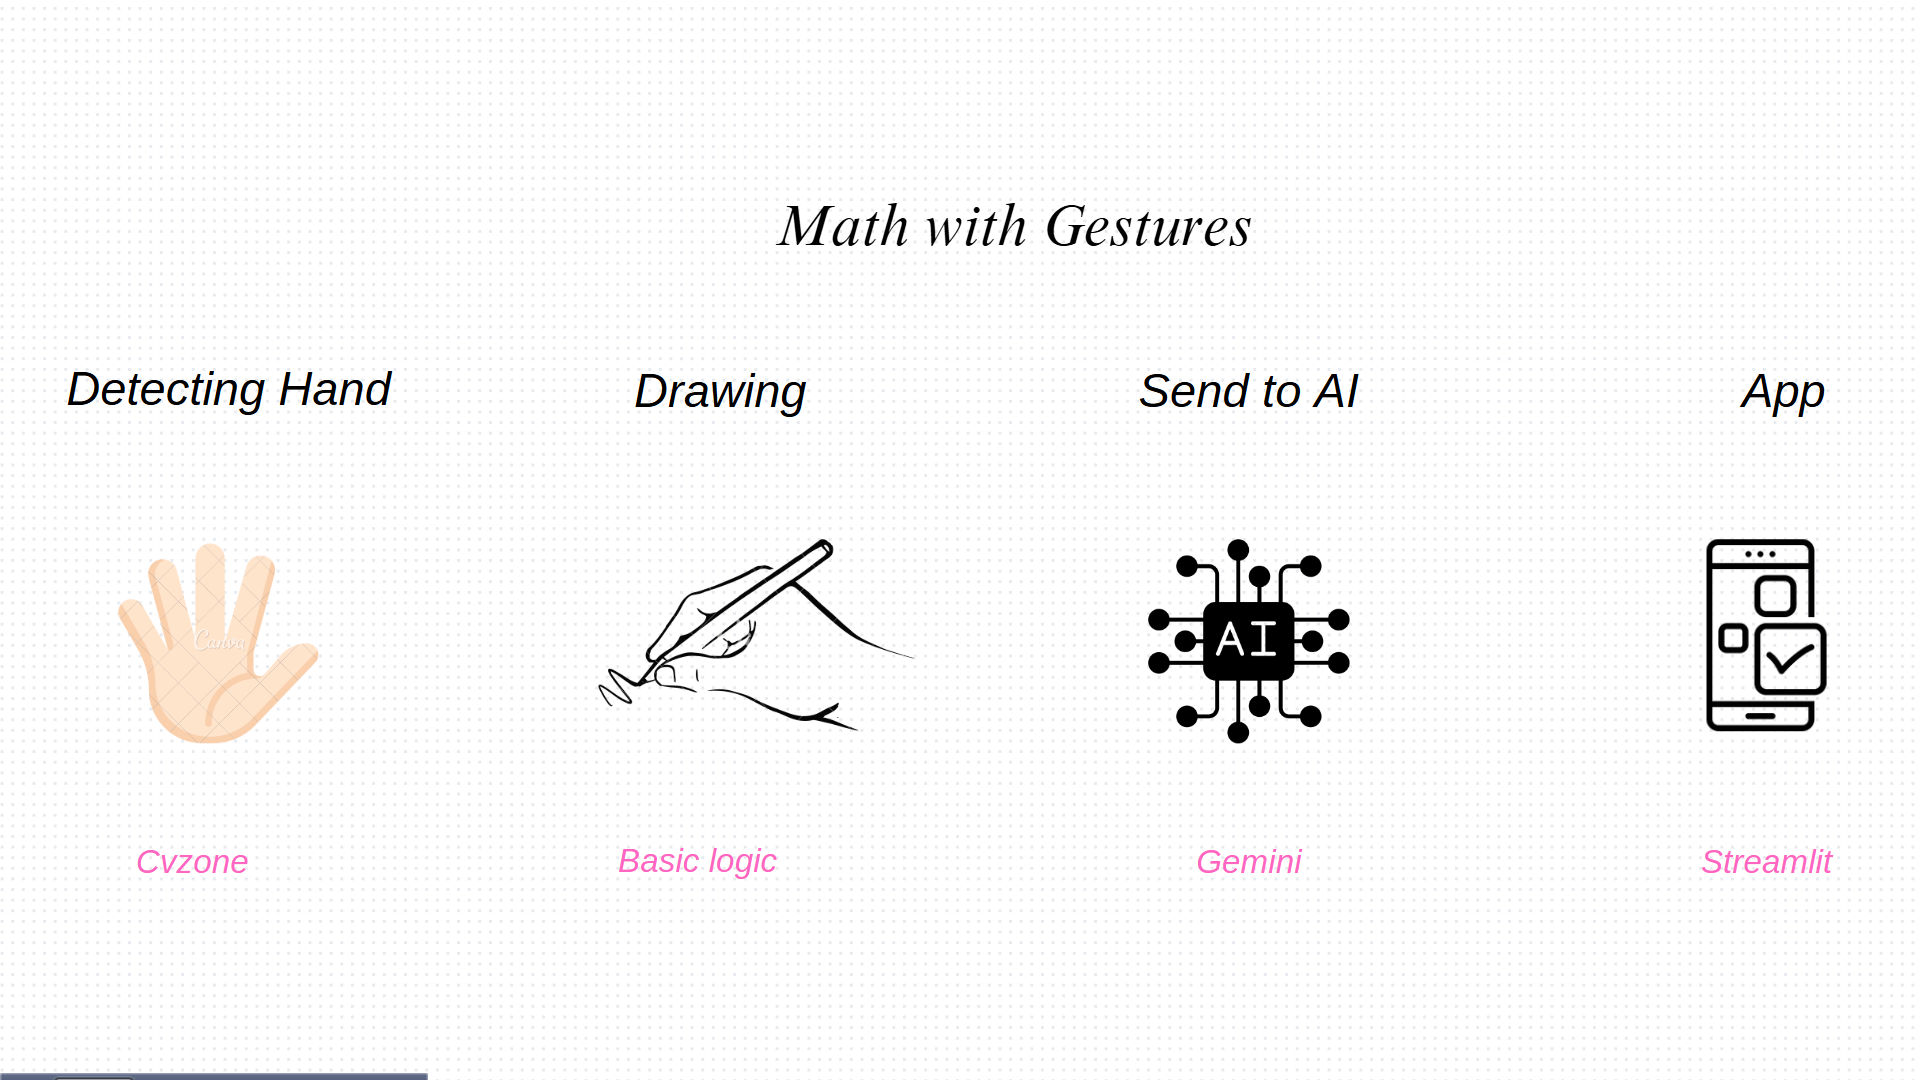 Math with Gestures
Detecting Hand
Drawing
Send to AI
App
Canva
AI
Cvzone
Basic logic
Gemini
Streamlit